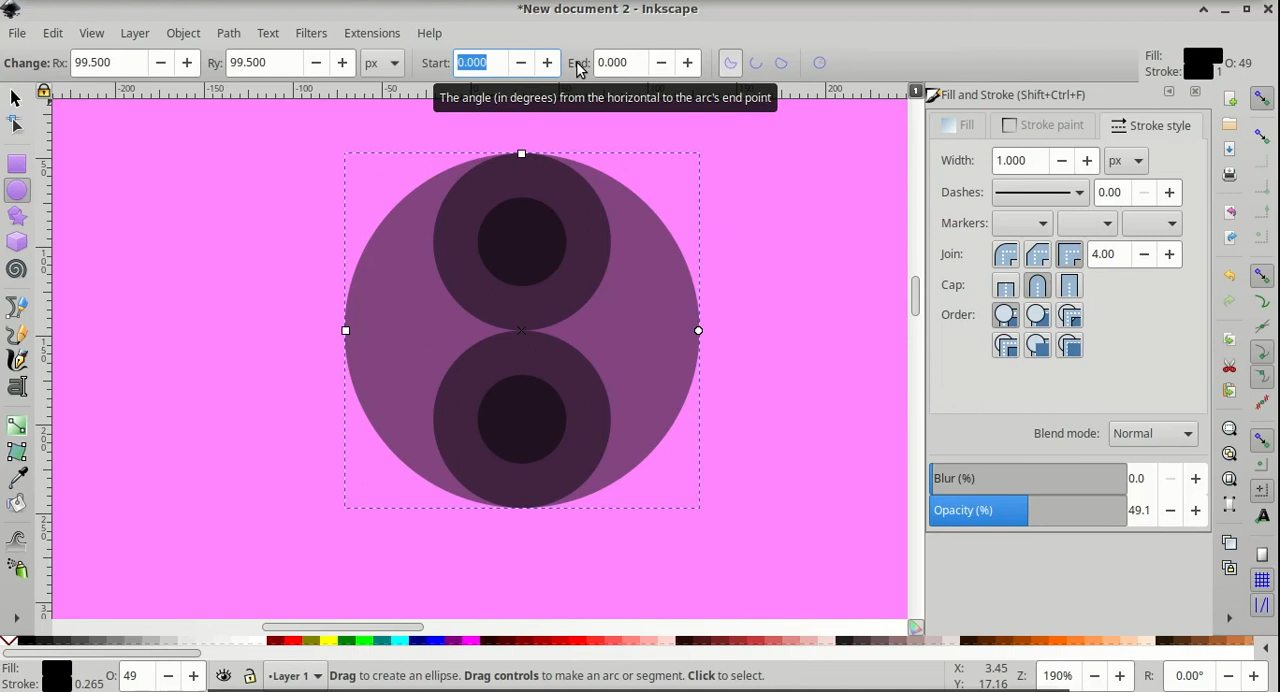 *New document 2 - Inkscape
File Edit View Layer Object Path Text Filters Extensions Help
Change: Rx: 99.500 Ry: 99.500 px Start: 0.000 End: 0.000
Fill: O: 49
Stroke: 1
The angle (in degrees) from the horizontal to the arc's end point
-200 -150 -100 -50 200 1
Fill and Stroke (Shift+Ctrl+F)
Fill Stroke paint Stroke style
Width: 1.000 px
Dashes: 0.00
Markers:
Join: 4.00
Cap:
Order:
Blend mode: Normal
Blur (%) 0.0
Opacity (%) 49.1
Fill: O: 49
Stroke: 0.265
•Layer 1
Drag to create an ellipse. Drag controls to make an arc or segment. Click to select.
X: 3.45
Y: 17.16
Z: 190% R: 0.00°